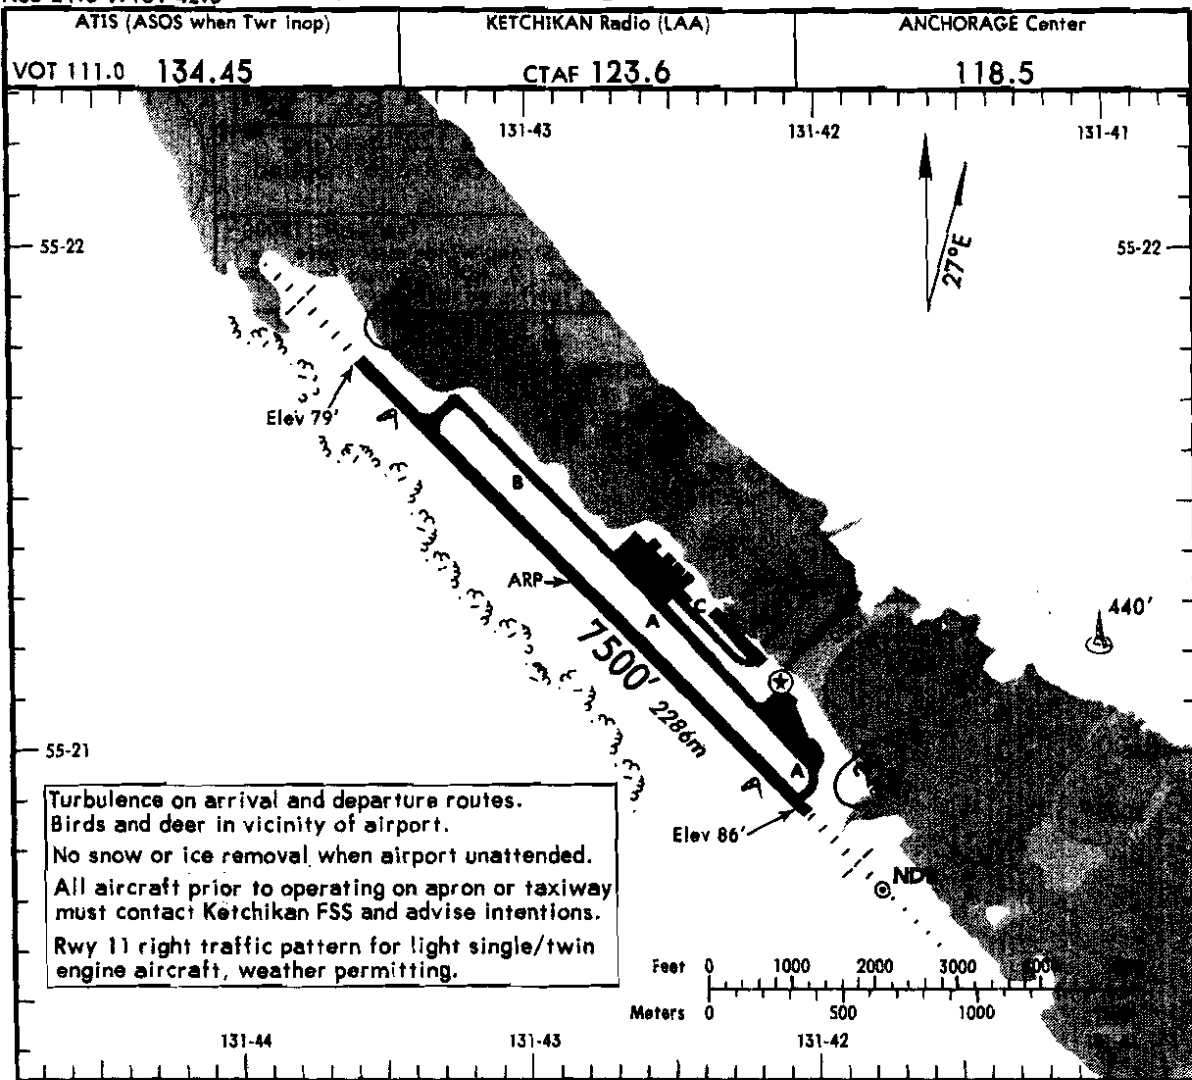 ATIS (ASOS when Twr inop)
KETCHIKAN Radio (LAA)
ANCHORAGE Center
VOT 111.0 134.45
CTAF 123.6
118.5
131-43
131-42
131-41
55-22
55-22
27°E
Elev 79'
B
ARP
C
A
440'
7500' 2286m
55-21
A
Elev 86'
Turbulence on arrival and departure routes.
Birds and deer in vicinity of airport.
No snow or ice removal when airport unattended.
All aircraft prior to operating on apron or taxiway
must contact Ketchikan FSS and advise intentions.
Rwy 11 right traffic pattern for light single/twin
engine aircraft, weather permitting.
Feet 0 1000 2000 3000
Meters 0 500 1000
131-44
131-43
131-42